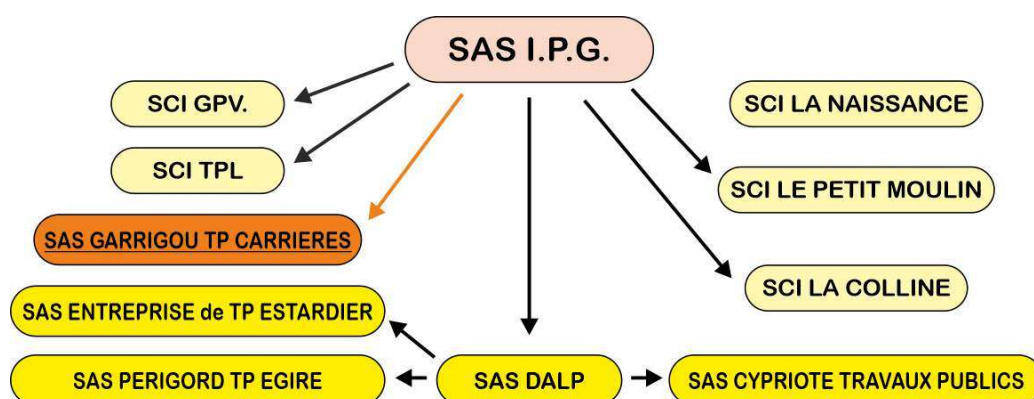 SAS I.P.G.
SCI GPV.
SCI LA NAISSANCE
SCI TPL
SCI LE PETIT MOULIN
SAS GARRIGOU TP CARRIERES
SCI LA COLLINE
SAS ENTREPRISE de TP ESTARDIER
SAS PERIGORD TP EGIRE
SAS DALP
SAS CYPRIOTE TRAVAUX PUBLICS